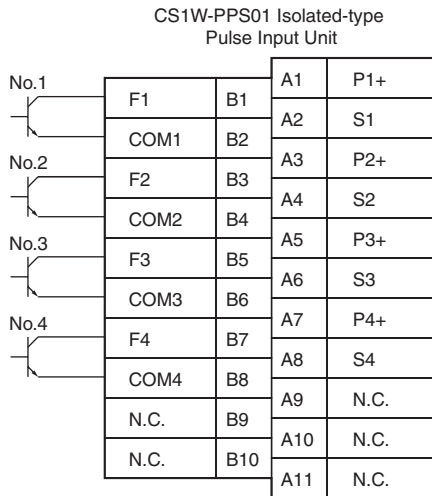 CS1W-PPS01 Isolated-type
Pulse Input Unit
A1 P1+
No.1
F1 B1
A2 S1
COM1 B2
A3 P2+
No.2
F2 B3
A4 S2
COM2 B4
A5 P3+
No.3
F3 B5
A6 S3
COM3 B6
A7 P4+
No.4
F4 B7
A8 S4
COM4 B8
A9 N.C.
N.C. B9
A10 N.C.
N.C. B10
A11 N.C.